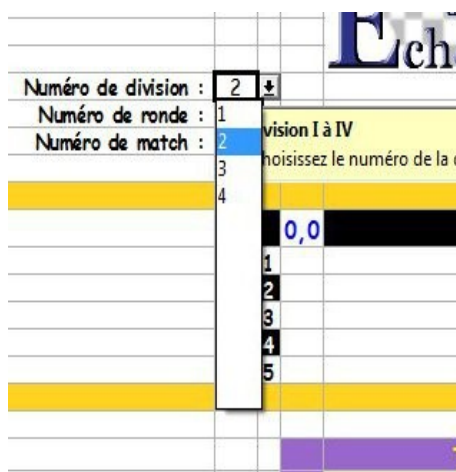 Ech
Numéro de division : 2
Numéro de ronde :
Numéro de match :
1
2
3
4
vision I à IV
hoisissez le numéro de la
0,0
1
2
3
4
5